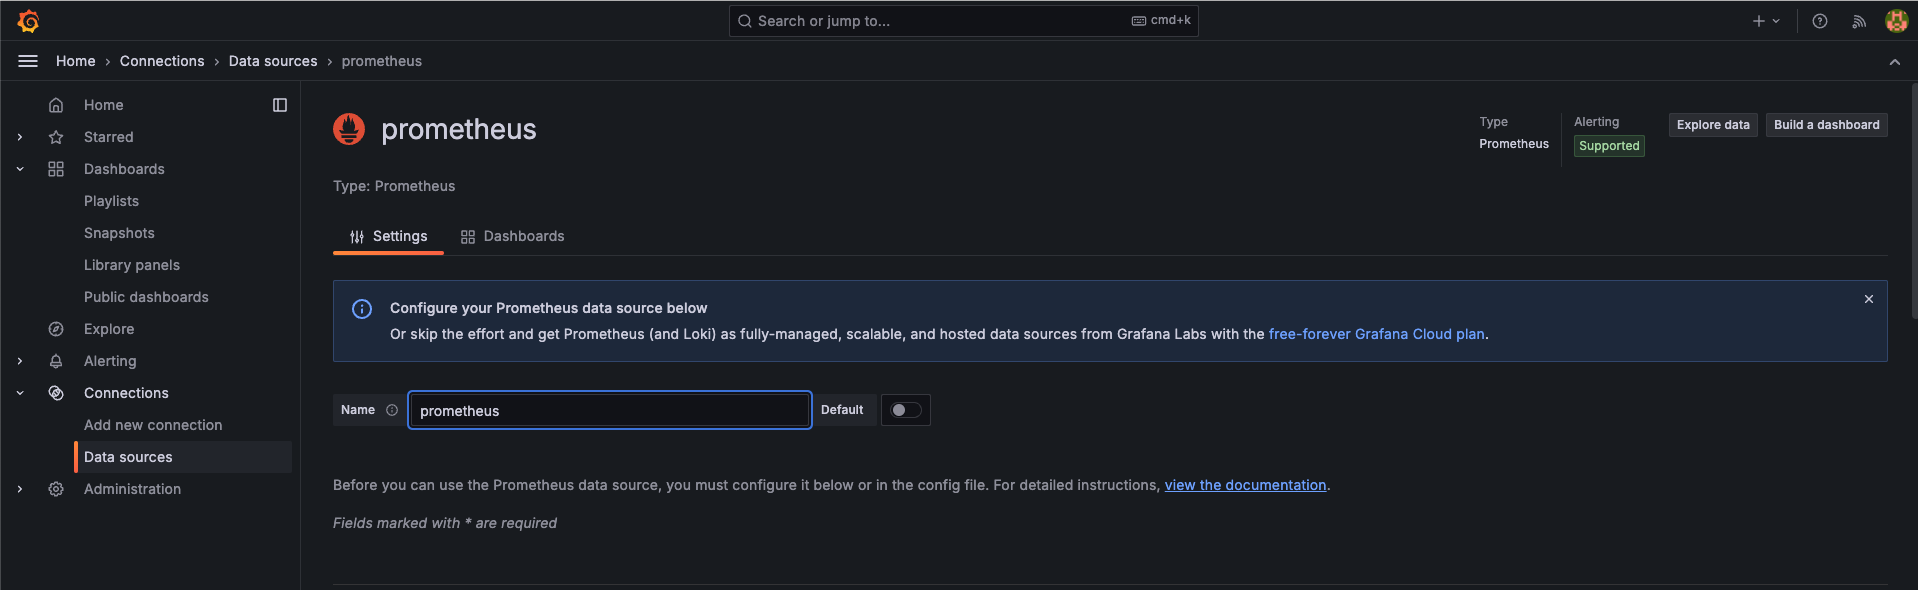 Search or jump to...
cmd+k
Home › Connections › Data sources › prometheus
Home
Starred
Dashboards
Playlists
Snapshots
Library panels
Public dashboards
Explore
Alerting
Connections
Add new connection
Data sources
Administration
prometheus
Type
Prometheus
Alerting
Supported
Explore data
Build a dashboard
Type: Prometheus
Settings
Dashboards
Configure your Prometheus data source below
Or skip the effort and get Prometheus (and Loki) as fully-managed, scalable, and hosted data sources from Grafana Labs with the free-forever Grafana Cloud plan.
Name
prometheus
Default
Before you can use the Prometheus data source, you must configure it below or in the config file. For detailed instructions, view the documentation.
Fields marked with * are required